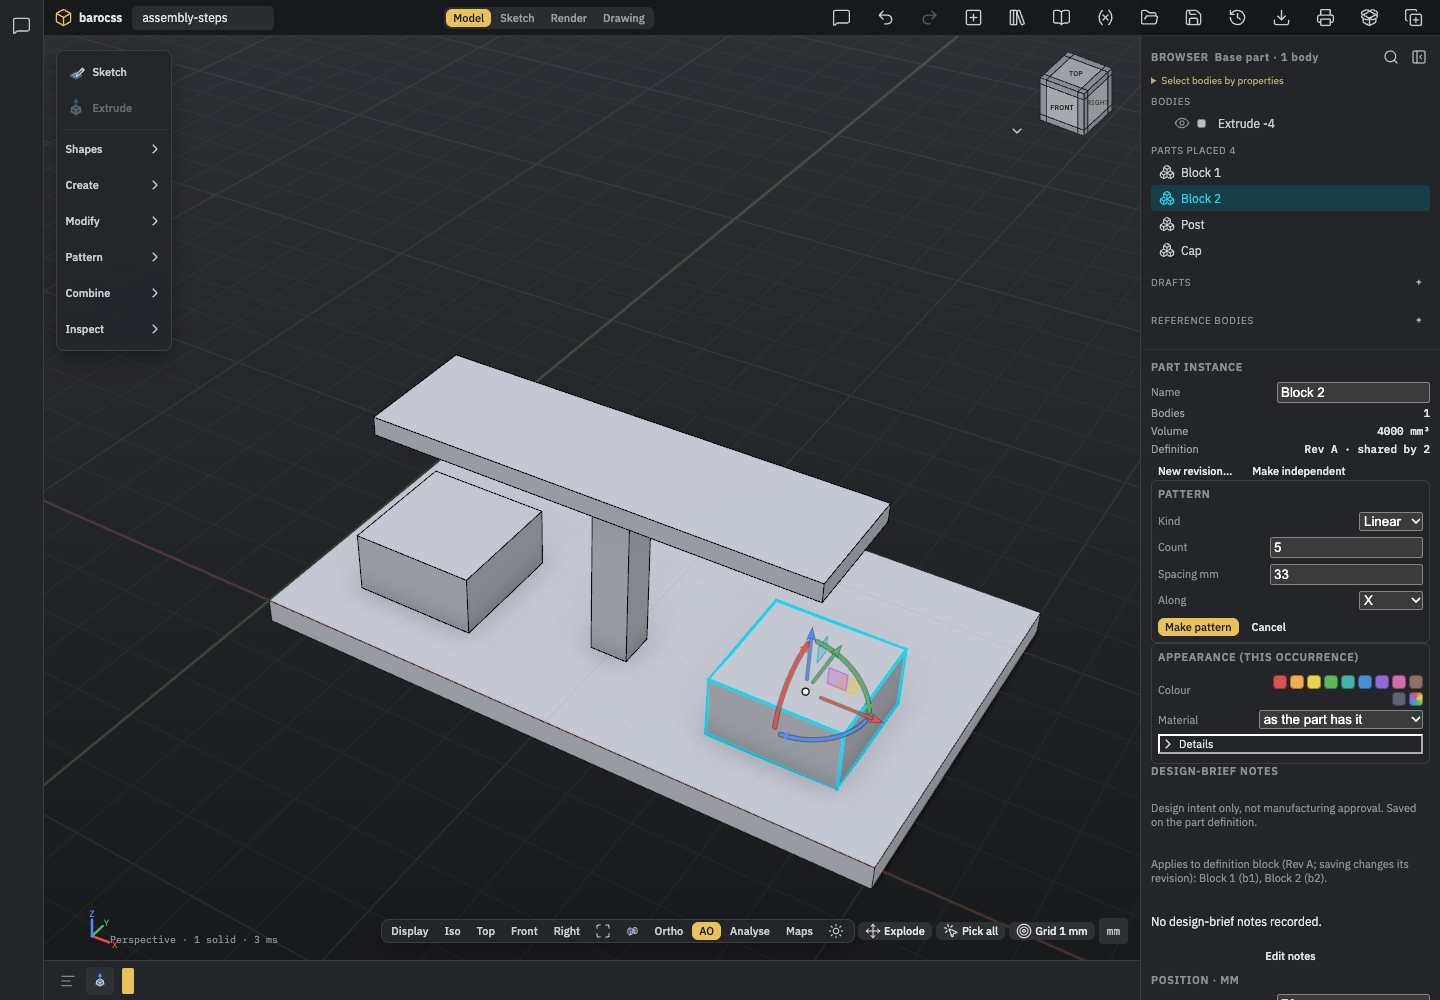 barocss
assembly-steps
Model
Sketch
Render
Drawing
Sketch
Extrude
Shapes
Create
Modify
Pattern
Combine
Inspect
TOP
FRONT
RIGHT
BROWSER Base part · 1 body
Select bodies by properties
BODIES
Extrude -4
PARTS PLACED 4
Block 1
Block 2
Post
Cap
DRAFTS +
REFERENCE BODIES +
PART INSTANCE
Name Block 2
Bodies 1
Volume 4000 mm³
Definition Rev A · shared by 2
New revision... Make independent
PATTERN
Kind Linear
Count 5
Spacing mm 33
Along X
Make pattern Cancel
APPEARANCE (THIS OCCURRENCE)
Colour
Material as the part has it
Details
DESIGN-BRIEF NOTES
Design intent only, not manufacturing approval. Saved
on the part definition.
Applies to definition block (Rev A; saving changes its
revision): Block 1 (b1), Block 2 (b2).
No design-brief notes recorded.
Edit notes
POSITION · MM
Z
Y
X
Perspective · 1 solid · 3 ms
Display Iso Top Front Right Ortho AO Analyse Maps Explode Pick all Grid 1 mm mm